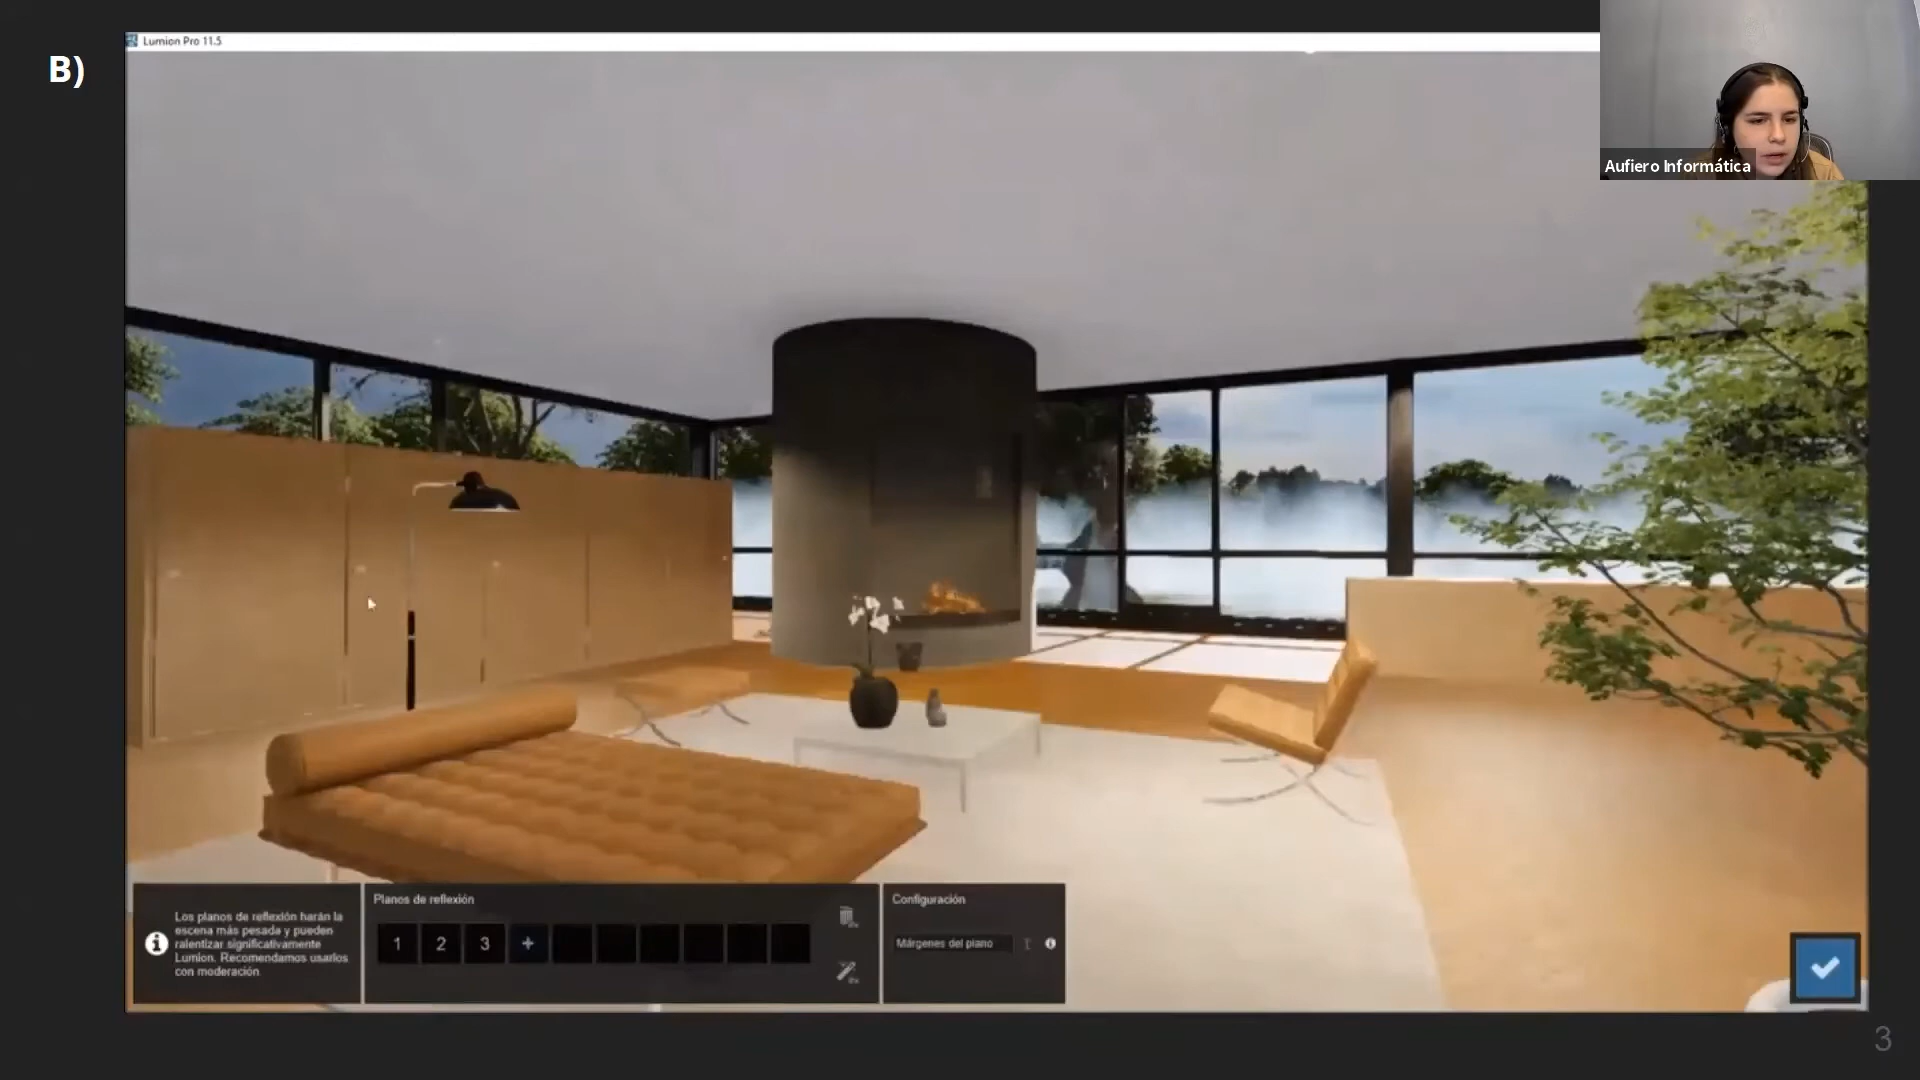 B)
Lumion Pro 11.5
Aufiero Informática
Los planos de reflexión harán la
escena más pesada y pueden
ralentizar significativamente
Lumion. Recomendamos usarlos
con moderación
Planos de reflexión
1 2 3 +
Configuración
Márgenes del plano
3